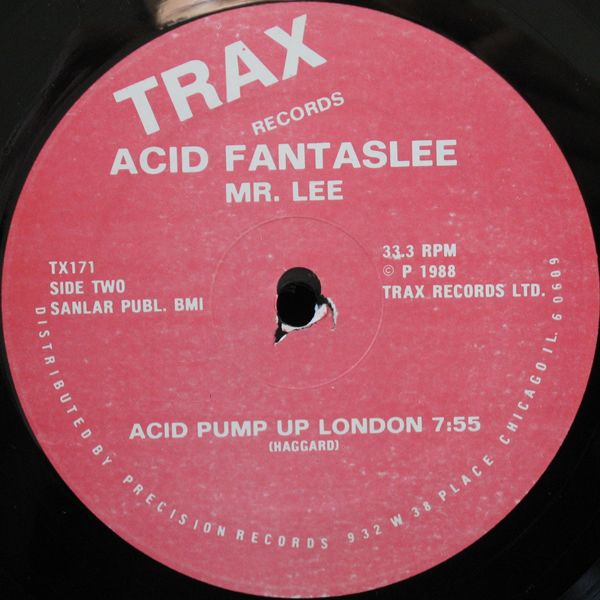 TRAX
RECORDS
ACID FANTASLEE
MR. LEE
TX171
SIDE TWO
SANLAR PUBL. BMI
33.3 RPM
© P 1988
TRAX RECORDS LTD.
ACID PUMP UP LONDON 7:55
(HAGGARD)
DISTRIBUTED BY PRECISION RECORDS 932 W 38 PLACE CHICAGO IL. 60609